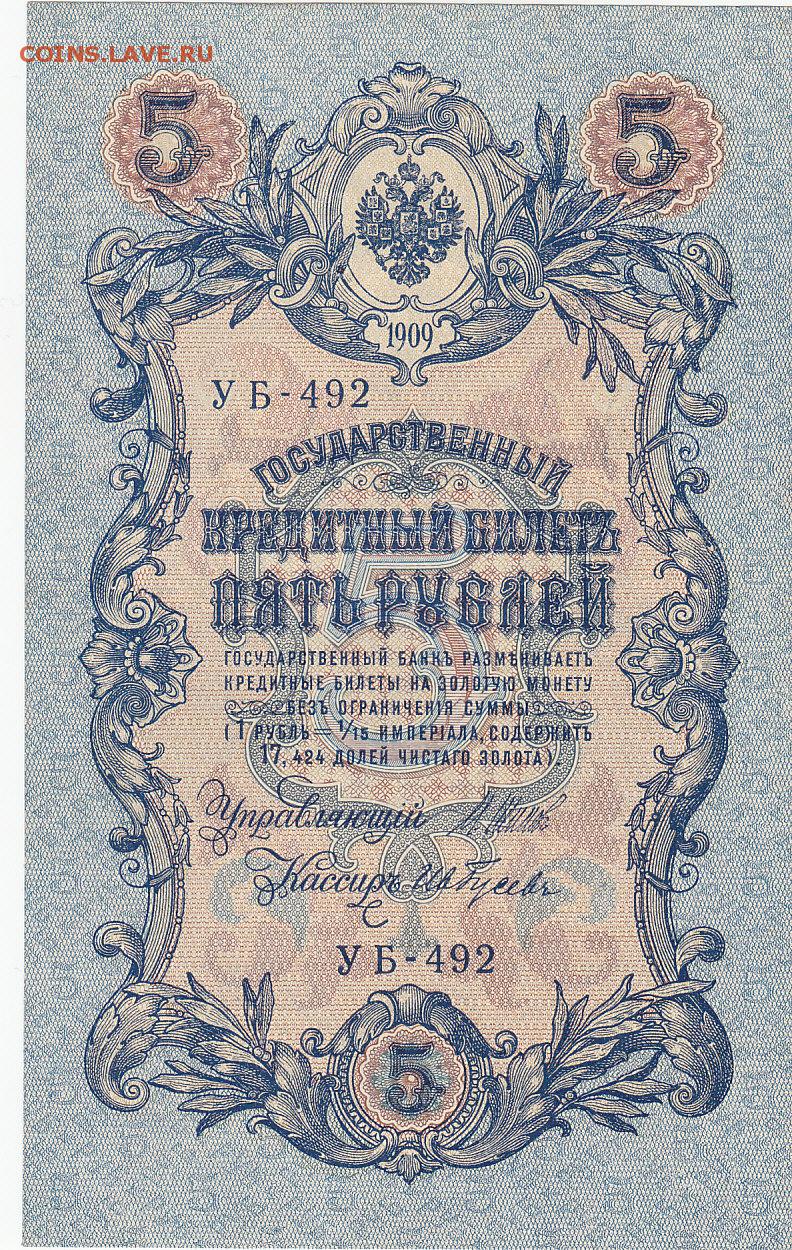 COINS.LAVE.RU
5 5
1909
УБ-492
ГОСУДАРСТВЕННЫЙ
КРЕДИТНЫЙ БИЛЕТЪ
ПЯТЬ РУБЛЕЙ
5
ГОСУДАРСТВЕННЫЙ БАНКЪ РАЗМѢНИВАЕТЪ
КРЕДИТНЫЕ БИЛЕТЫ НА ЗОЛОТУЮ МОНЕТУ
БЕЗЪ ОГРАНИЧЕНІЯ СУММЫ
(1 РУБЛЬ = 1/15 ИМПЕРІАЛА, СОДЕРЖИТЪ
17,424 ДОЛЕЙ ЧИСТАГО ЗОЛОТА).
Управляющій
Кассиръ
УБ-492
5